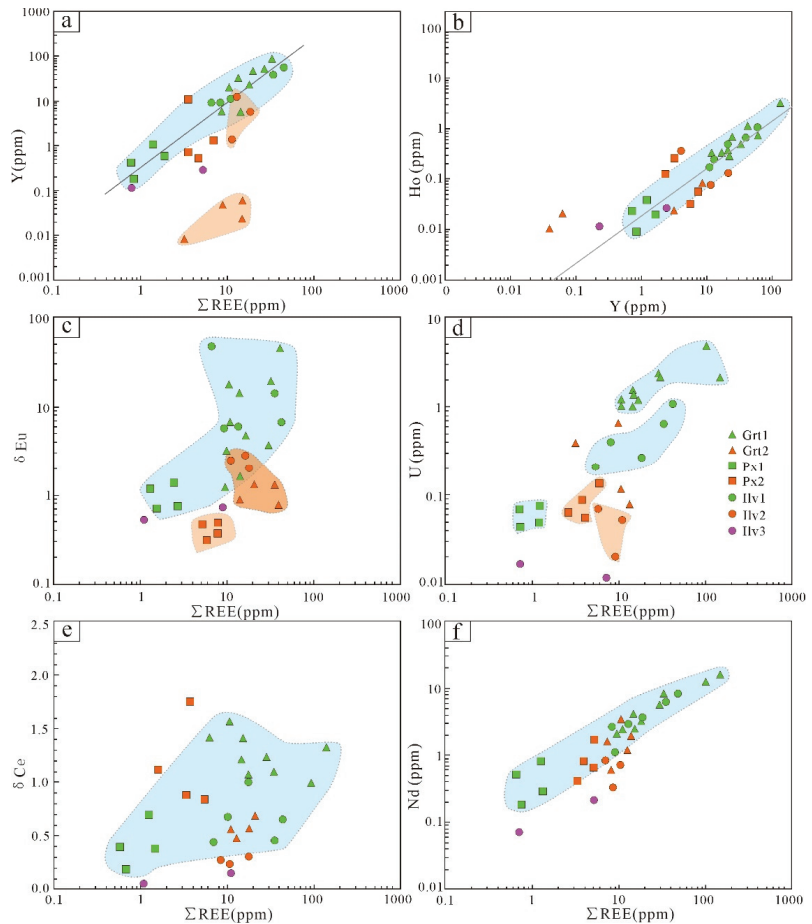 a
1000
100
10
1
0.1
0.01
0.001
Y(ppm)
0.1 1 10 100 1000
ΣREE(ppm)
b
100
10
1
0.1
0.01
0.001
Ho(ppm)
0 0.01 0.1 1 10 100
Y(ppm)
c
100
10
1
0.1
δEu
0.1 1 10 100 1000
ΣREE(ppm)
d
10
1
0.1
0.01
U(ppm)
Grt1
Grt2
Px1
Px2
Ilv1
Ilv2
Ilv3
0.1 1 10 100 1000
ΣREE(ppm)
e
2.5
2.0
1.5
1.0
0.5
0.0
δCe
0.1 1 10 100 1000
ΣREE(ppm)
f
100
10
1
0.1
0.01
Nd(ppm)
0.1 1 10 100 1000
ΣREE(ppm)